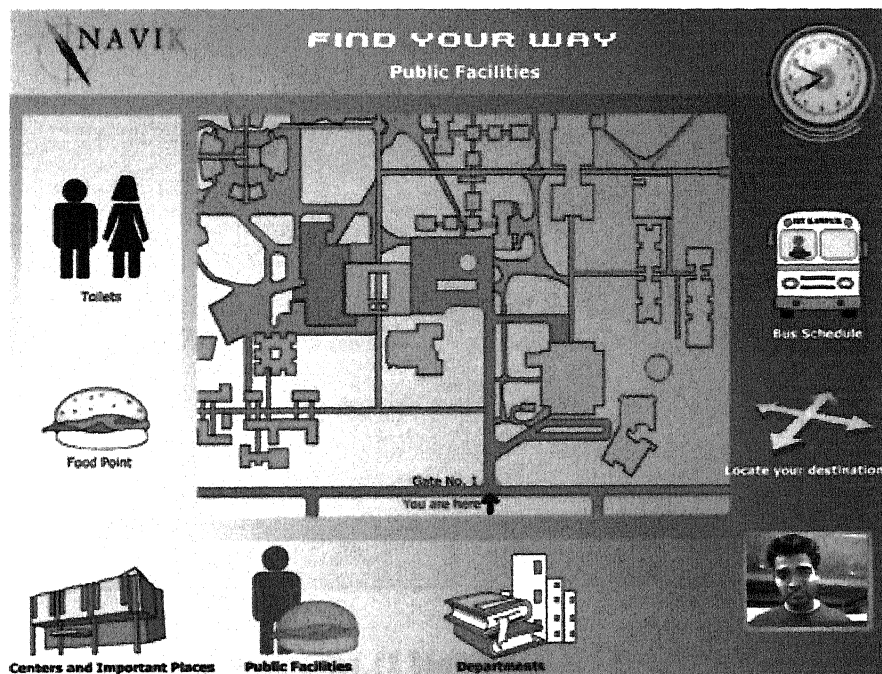 NAVIK
FIND YOUR WAY
Public Facilities
Toilets
Food Point
Bus Schedule
Locate your destination
Gate No. 1
You are here
Centers and Important Places
Public Facilities
Departments